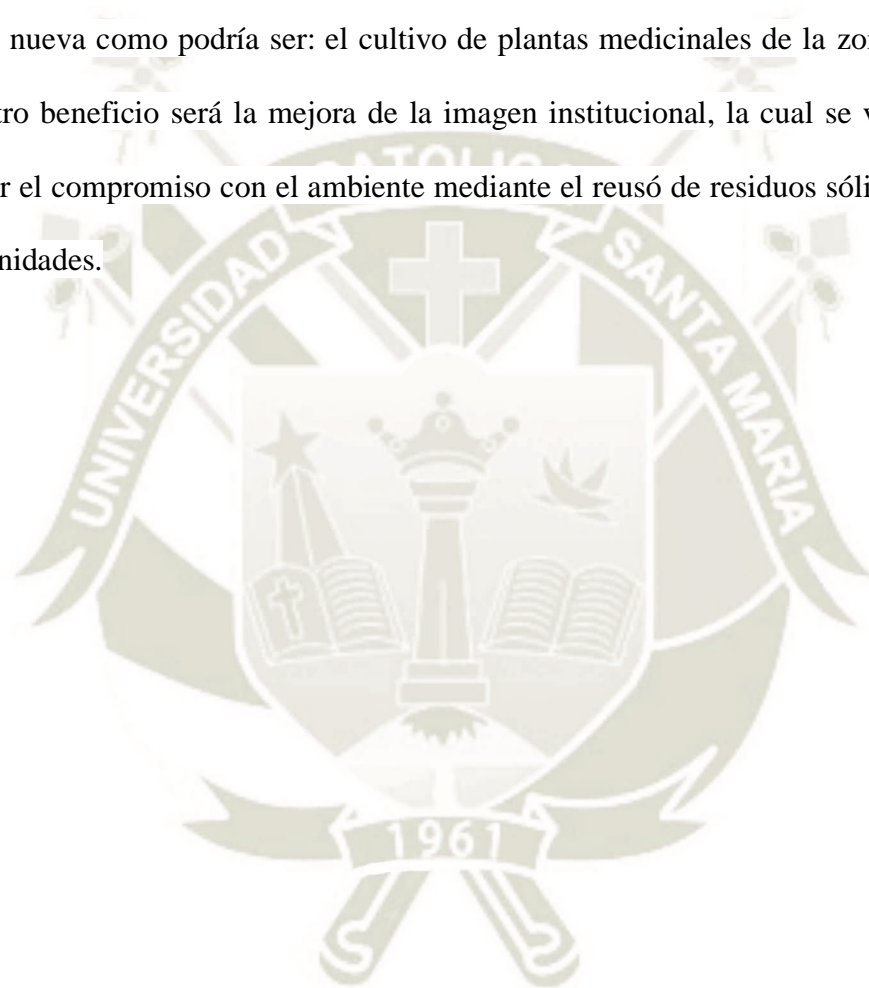 nueva como podría ser: el cultivo de plantas medicinales de la
tro beneficio será la mejora de la imagen institucional, la cual se v
r el compromiso con el ambiente mediante el reusó de residuos sóli
nidades.
UNIVERSIDAD CATOLICA SANTA MARIA
1961